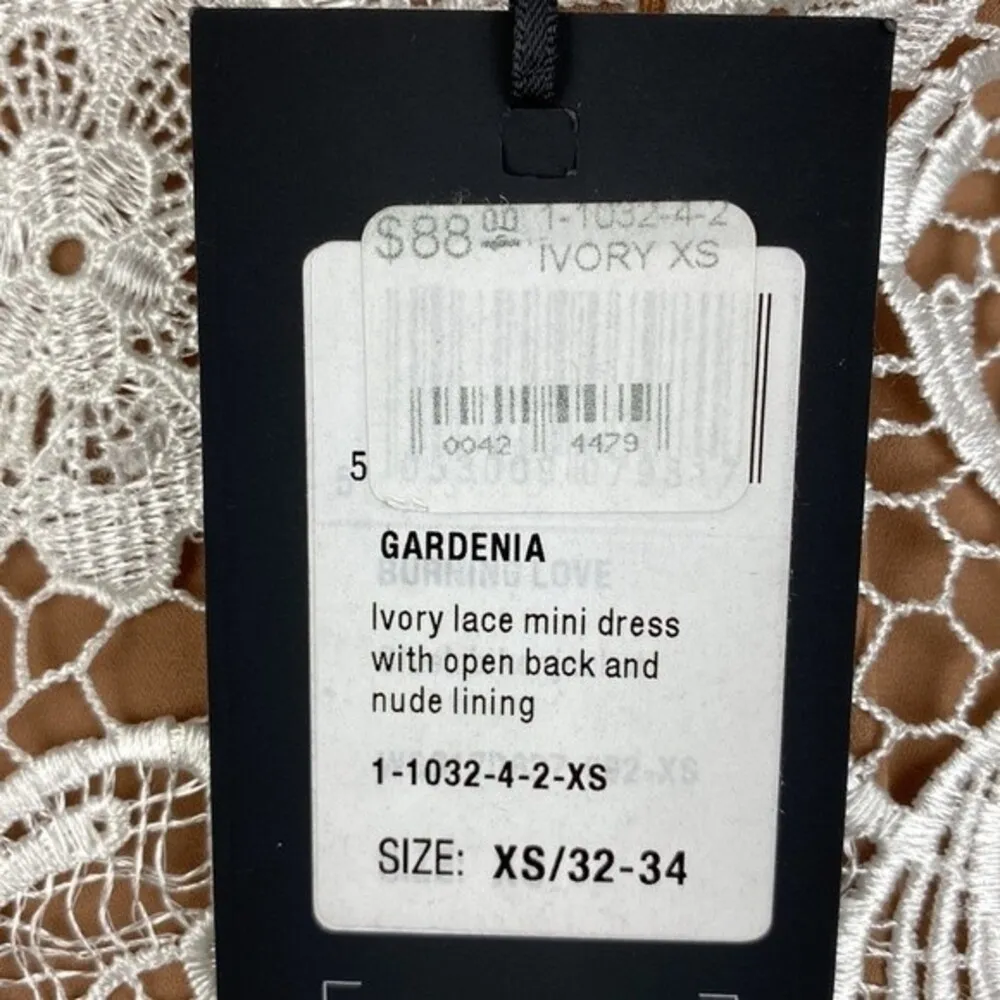 $88.00 1-1032-4-2
IVORY XS
0042 4479
5
GARDENIA
BURNING LOVE
Ivory lace mini dress
with open back and
nude lining
1-1032-4-2-XS
SIZE: XS/32-34